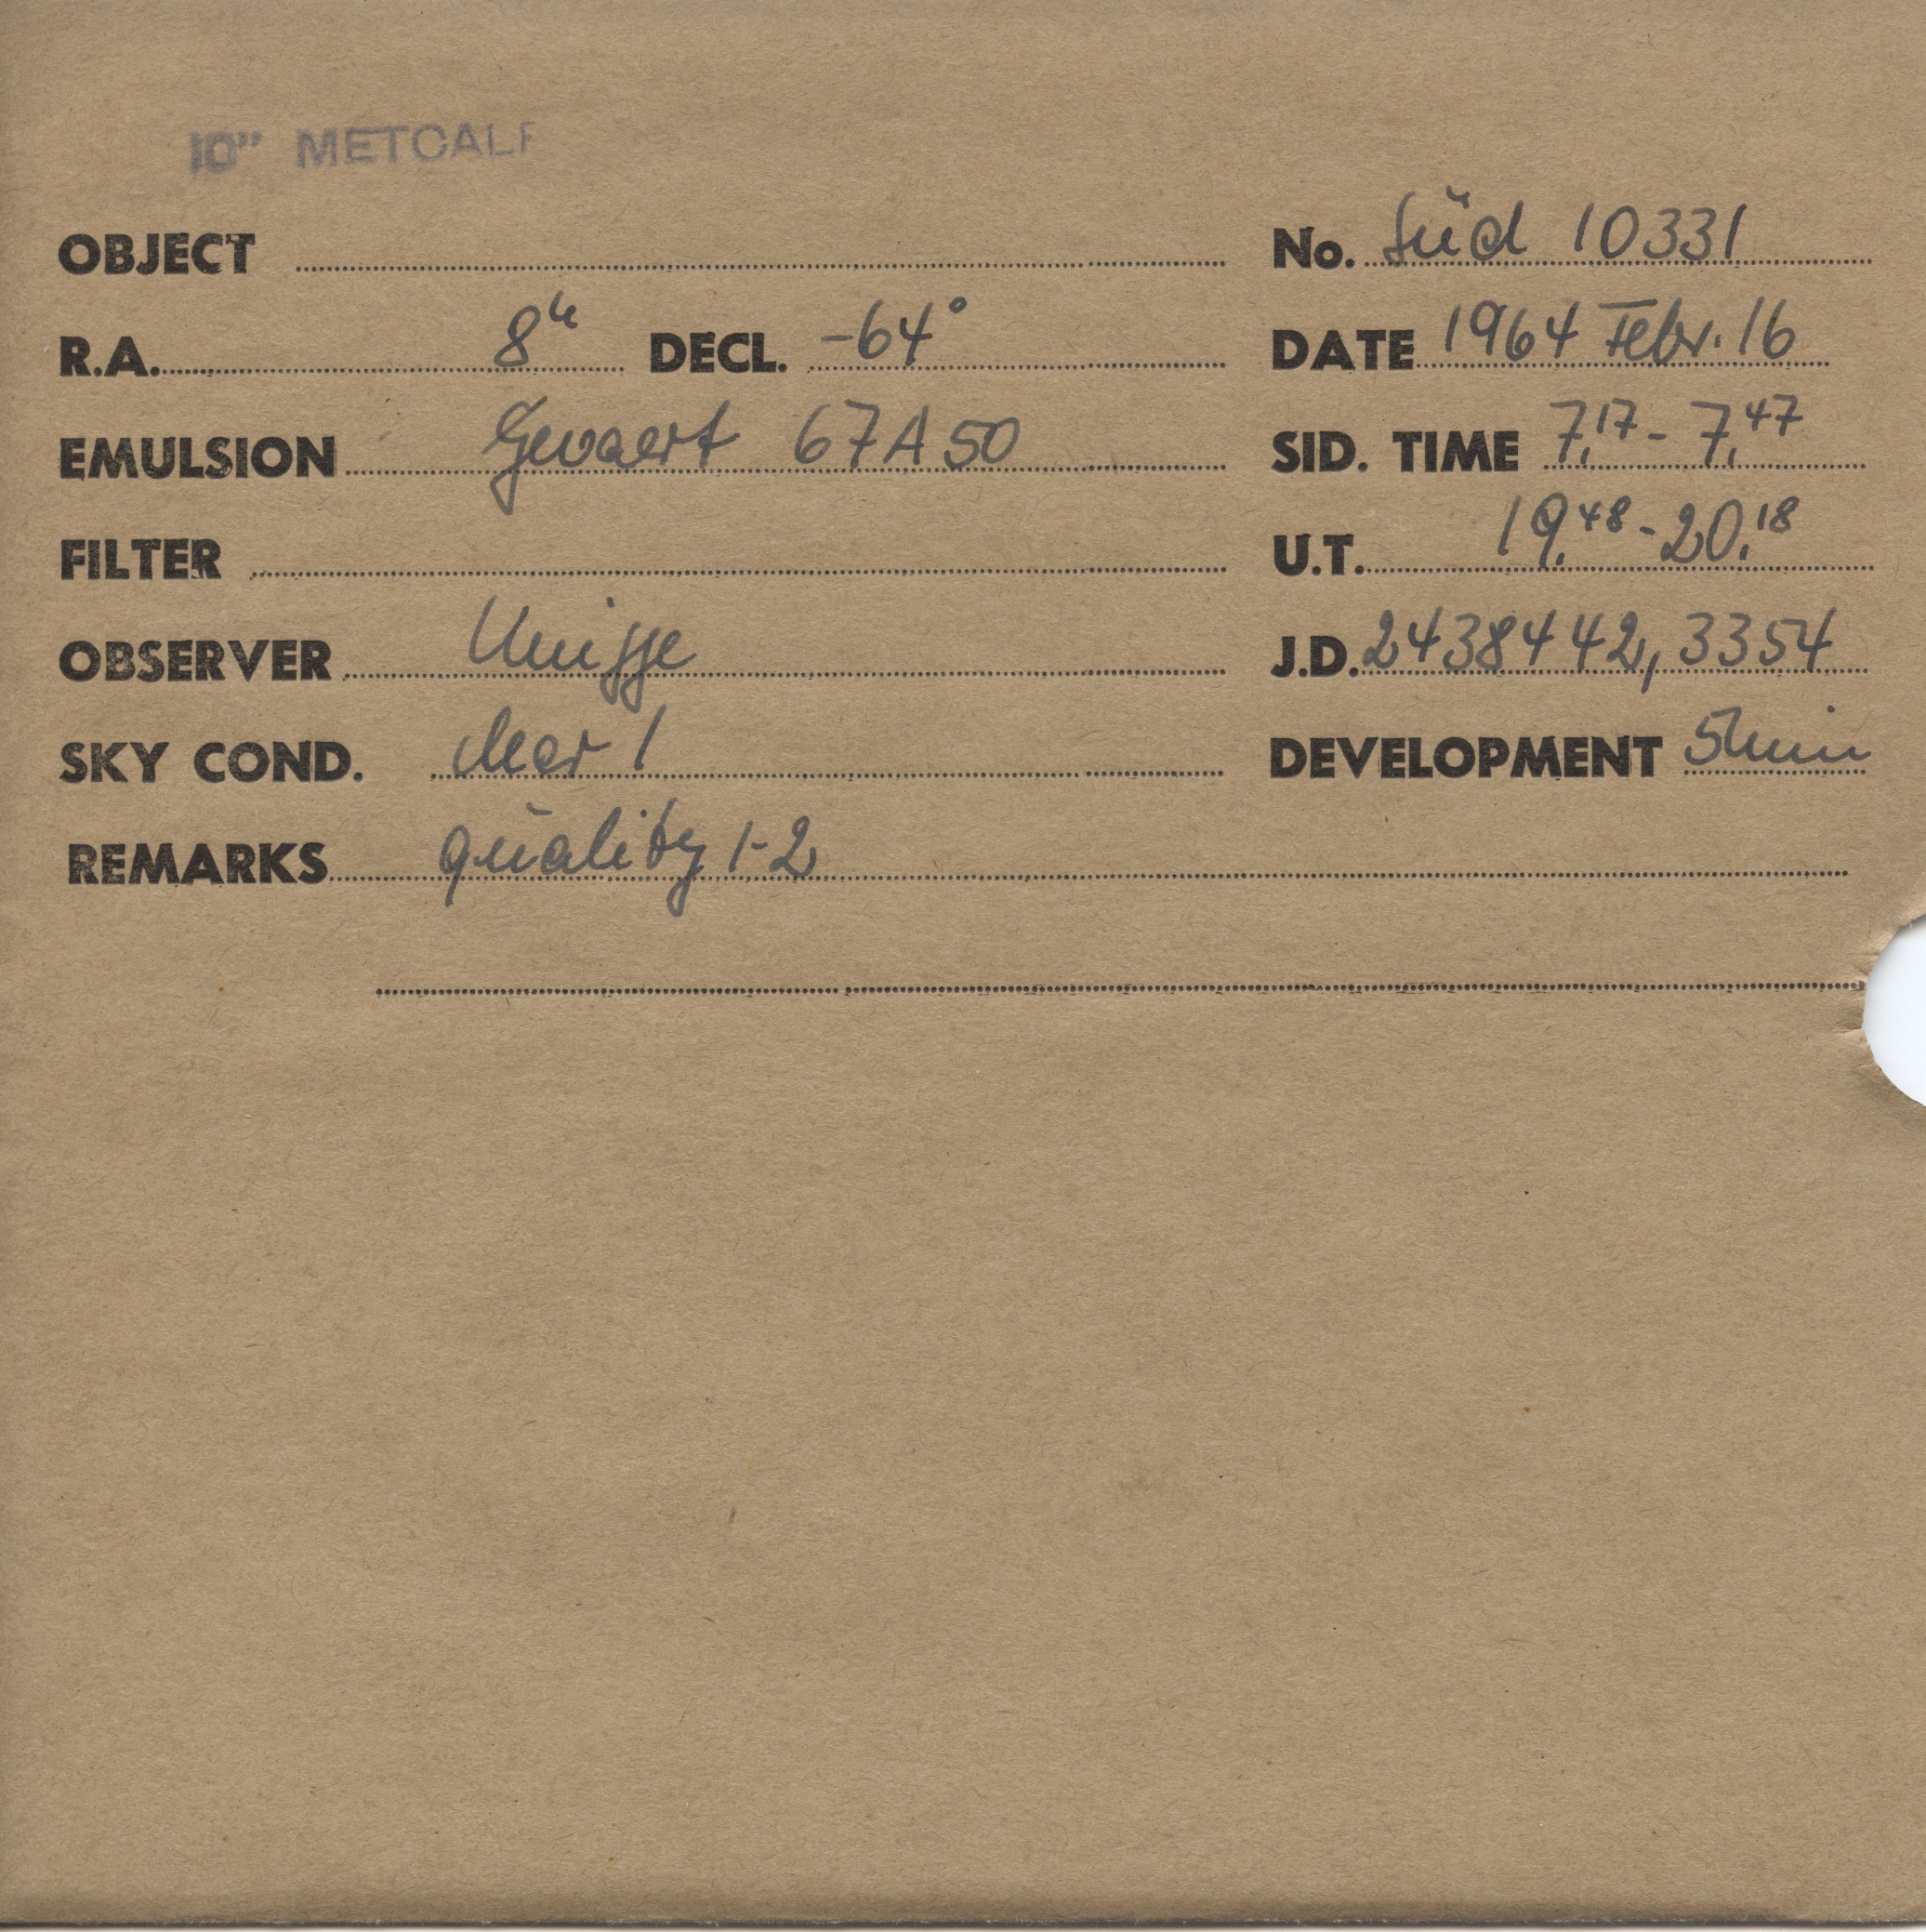 10" METCALF
OBJECT No. Süd 10331
R.A. 8h DECL. -64° DATE 1964 Febr. 16
EMULSION Gevaert 67A50 SID. TIME 7,17 - 7,47
FILTER U.T. 19,48 - 20,18
OBSERVER J.D. 2438442,3354
SKY COND. clear 1 DEVELOPMENT 5min
REMARKS quality 1-2